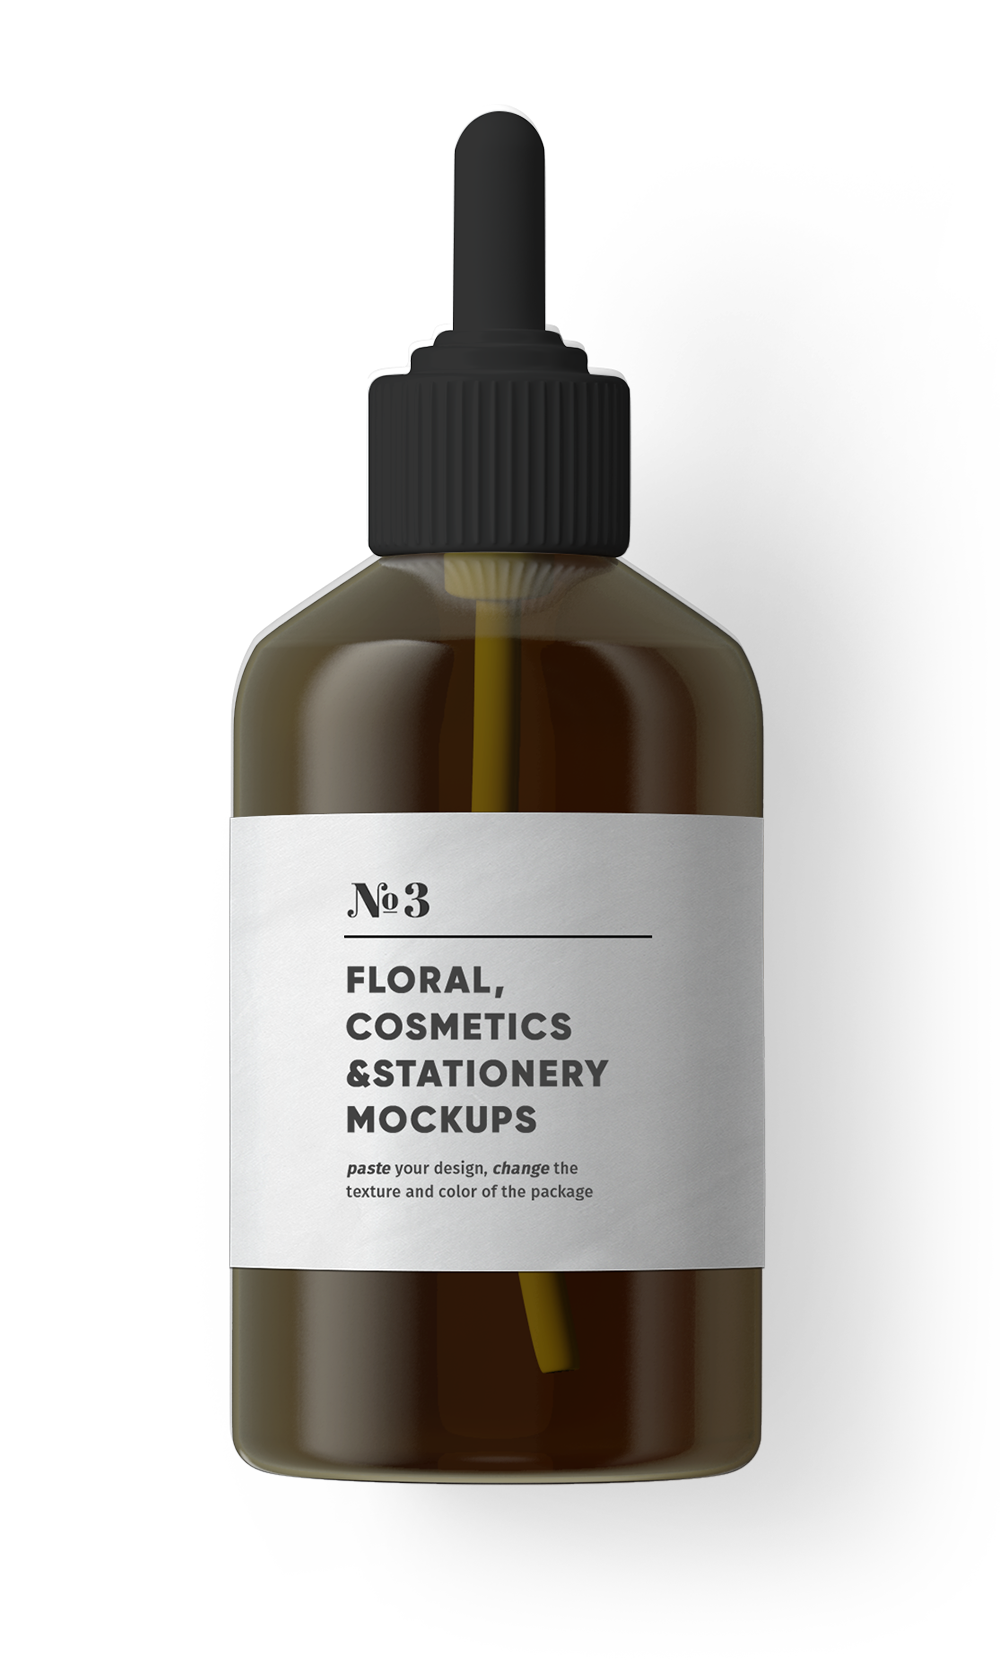 №3
FLORAL,
COSMETICS
&STATIONERY
MOCKUPS
paste your design, change the
texture and color of the package